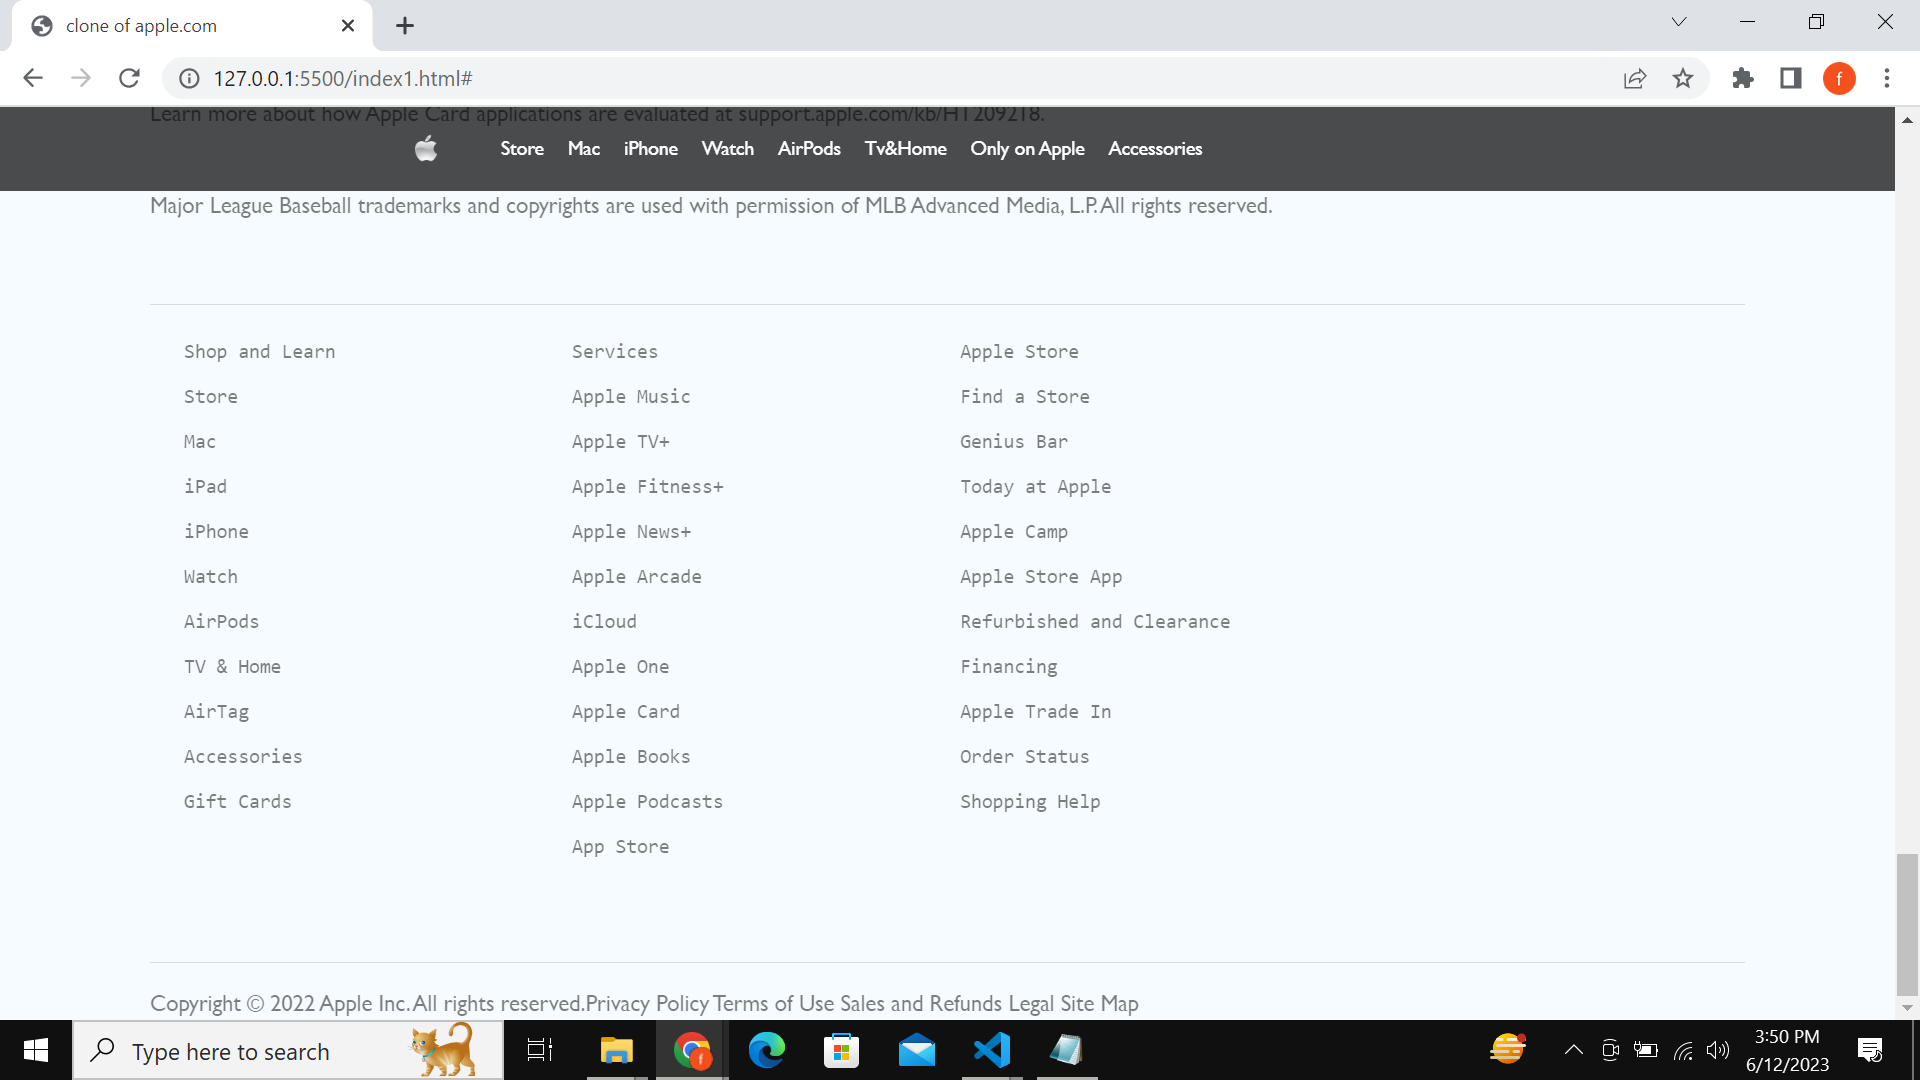 clone of apple.com
127.0.0.1:5500/index1.html#
f
Learn more about how Apple Card applications are evaluated at support.apple.com/kb/HT209218.
Store Mac iPhone Watch AirPods Tv&Home Only on Apple Accessories
Major League Baseball trademarks and copyrights are used with permission of MLB Advanced Media, L.P. All rights reserved.
Shop and Learn
Store
Mac
iPad
iPhone
Watch
AirPods
TV & Home
AirTag
Accessories
Gift Cards
Services
Apple Music
Apple TV+
Apple Fitness+
Apple News+
Apple Arcade
iCloud
Apple One
Apple Card
Apple Books
Apple Podcasts
App Store
Apple Store
Find a Store
Genius Bar
Today at Apple
Apple Camp
Apple Store App
Refurbished and Clearance
Financing
Apple Trade In
Order Status
Shopping Help
Copyright © 2022 Apple Inc. All rights reserved.Privacy Policy Terms of Use Sales and Refunds Legal Site Map
Type here to search
f
3:50 PM
6/12/2023